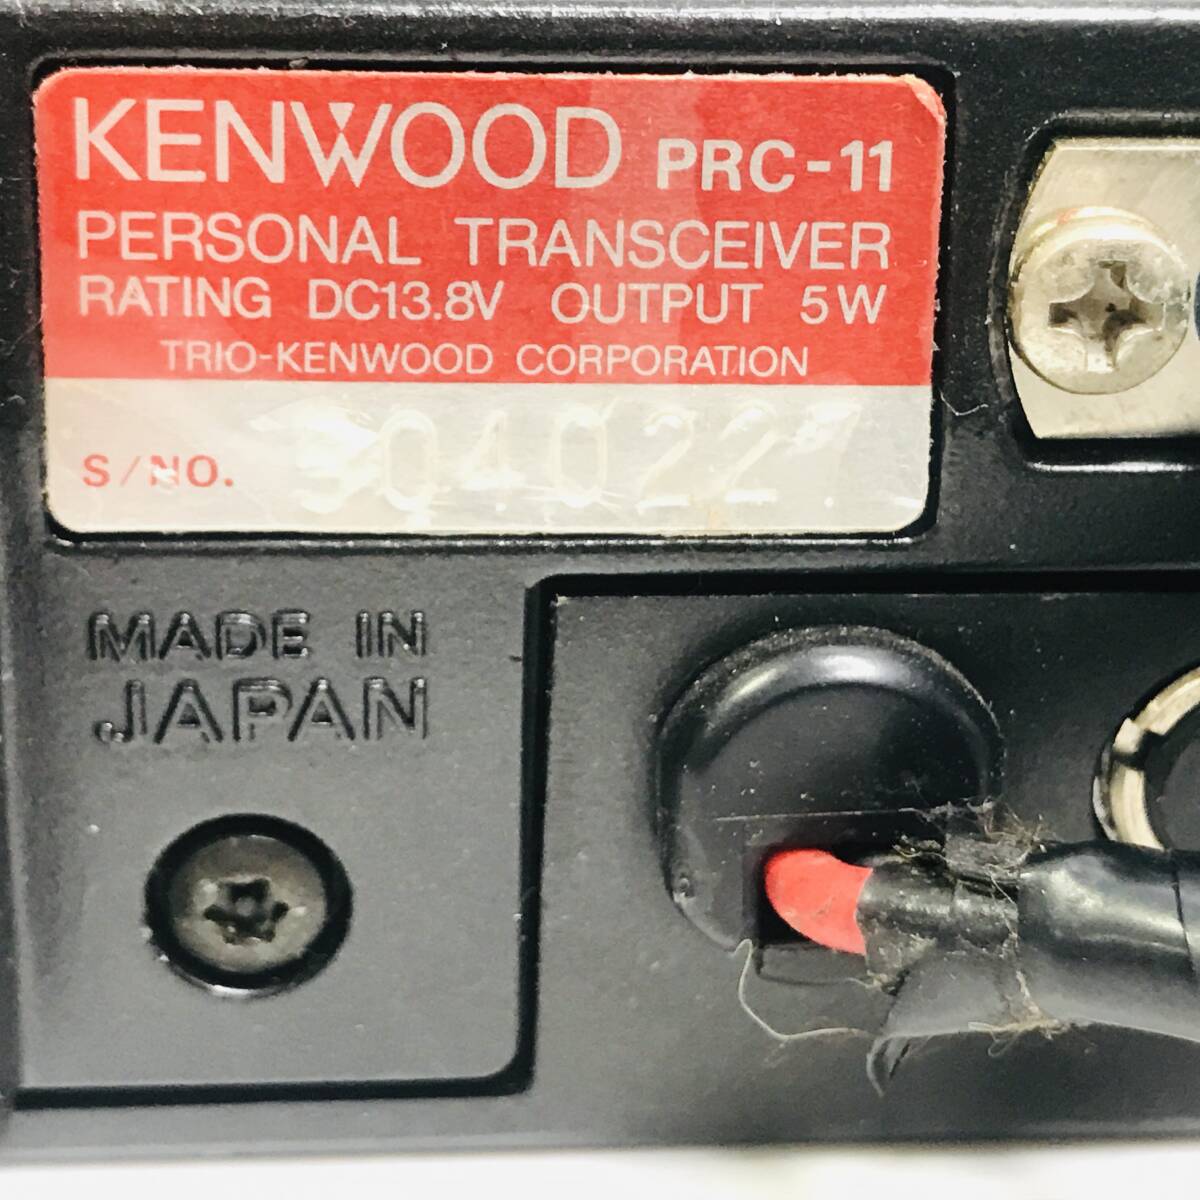 KENWOOD PRC-11
PERSONAL TRANSCEIVER
RATING DC13.8V OUTPUT 5W
TRIO-KENWOOD CORPORATION
S/NO.
MADE IN
JAPAN